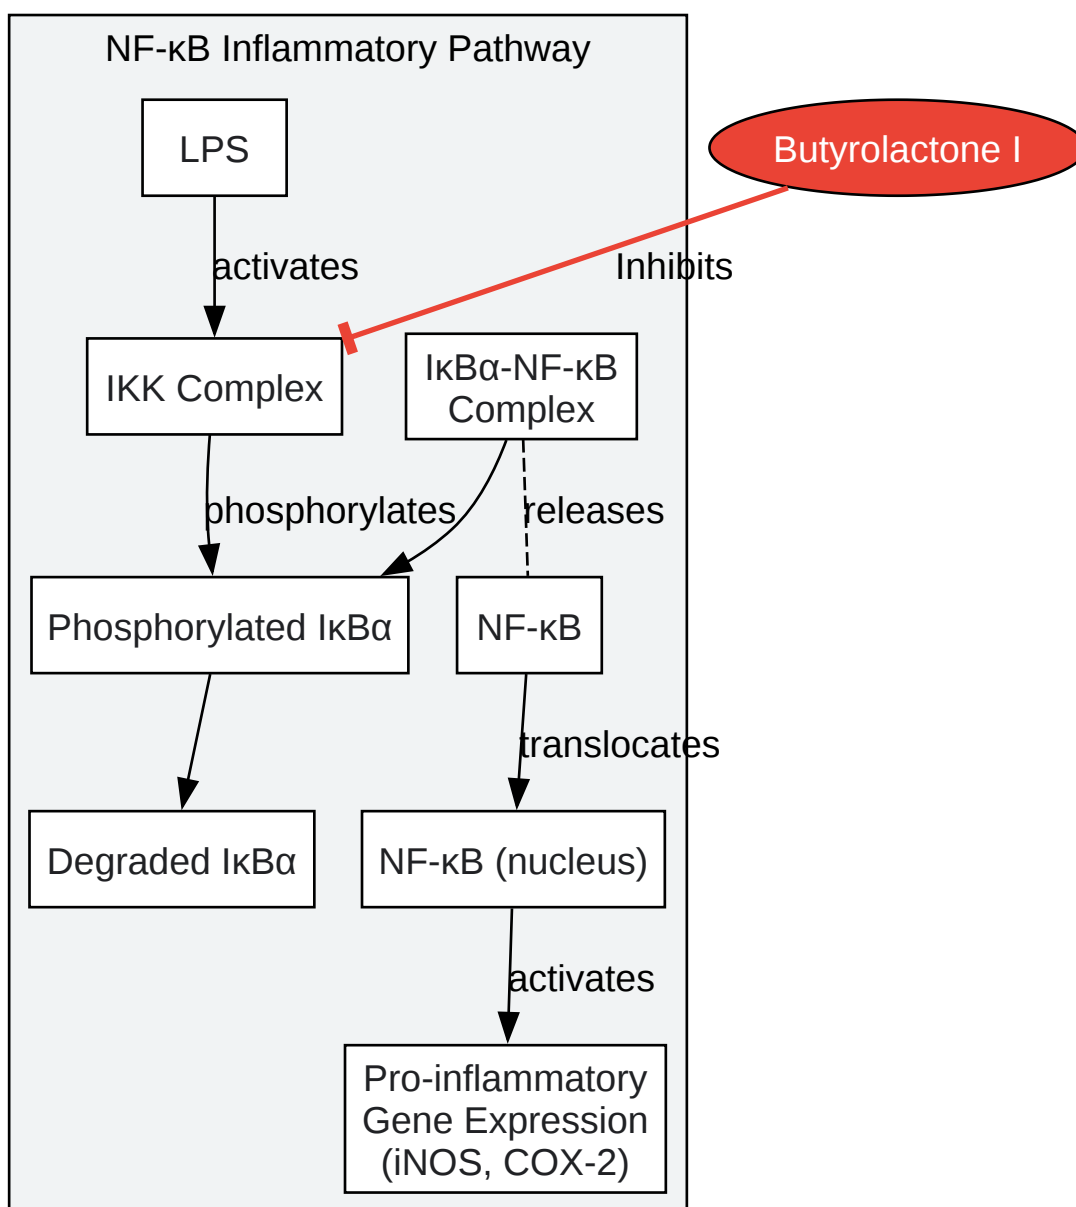 NF-κB Inflammatory Pathway
LPS
Butyrolactone I
activates
Inhibits
IKK Complex
IκBα-NF-κB
Complex
phosphorylates
releases
Phosphorylated IκBα
NF-κB
translocates
Degraded IκBα
NF-κB (nucleus)
activates
Pro-inflammatory
Gene Expression
(iNOS, COX-2)